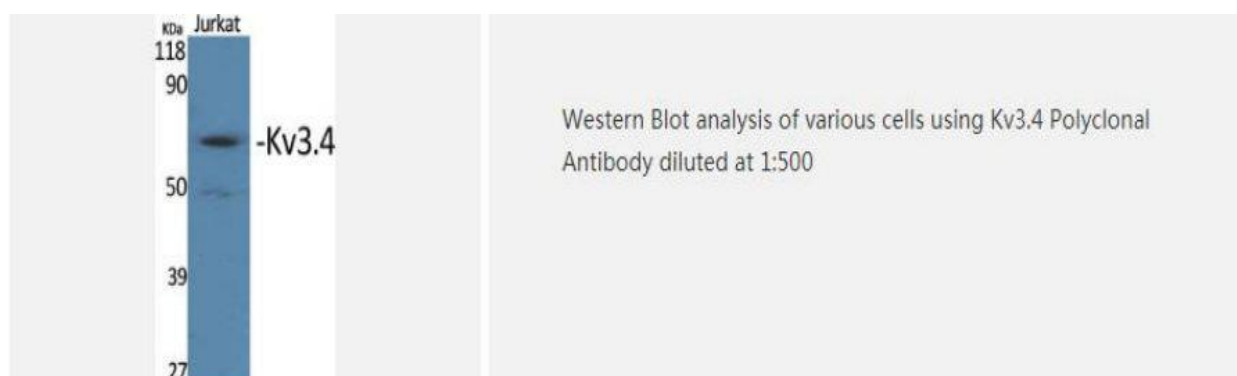 KDa Jurkat
118
90
-Kv3.4
50
39
27
Western Blot analysis of various cells using Kv3.4 Polyclonal
Antibody diluted at 1:500